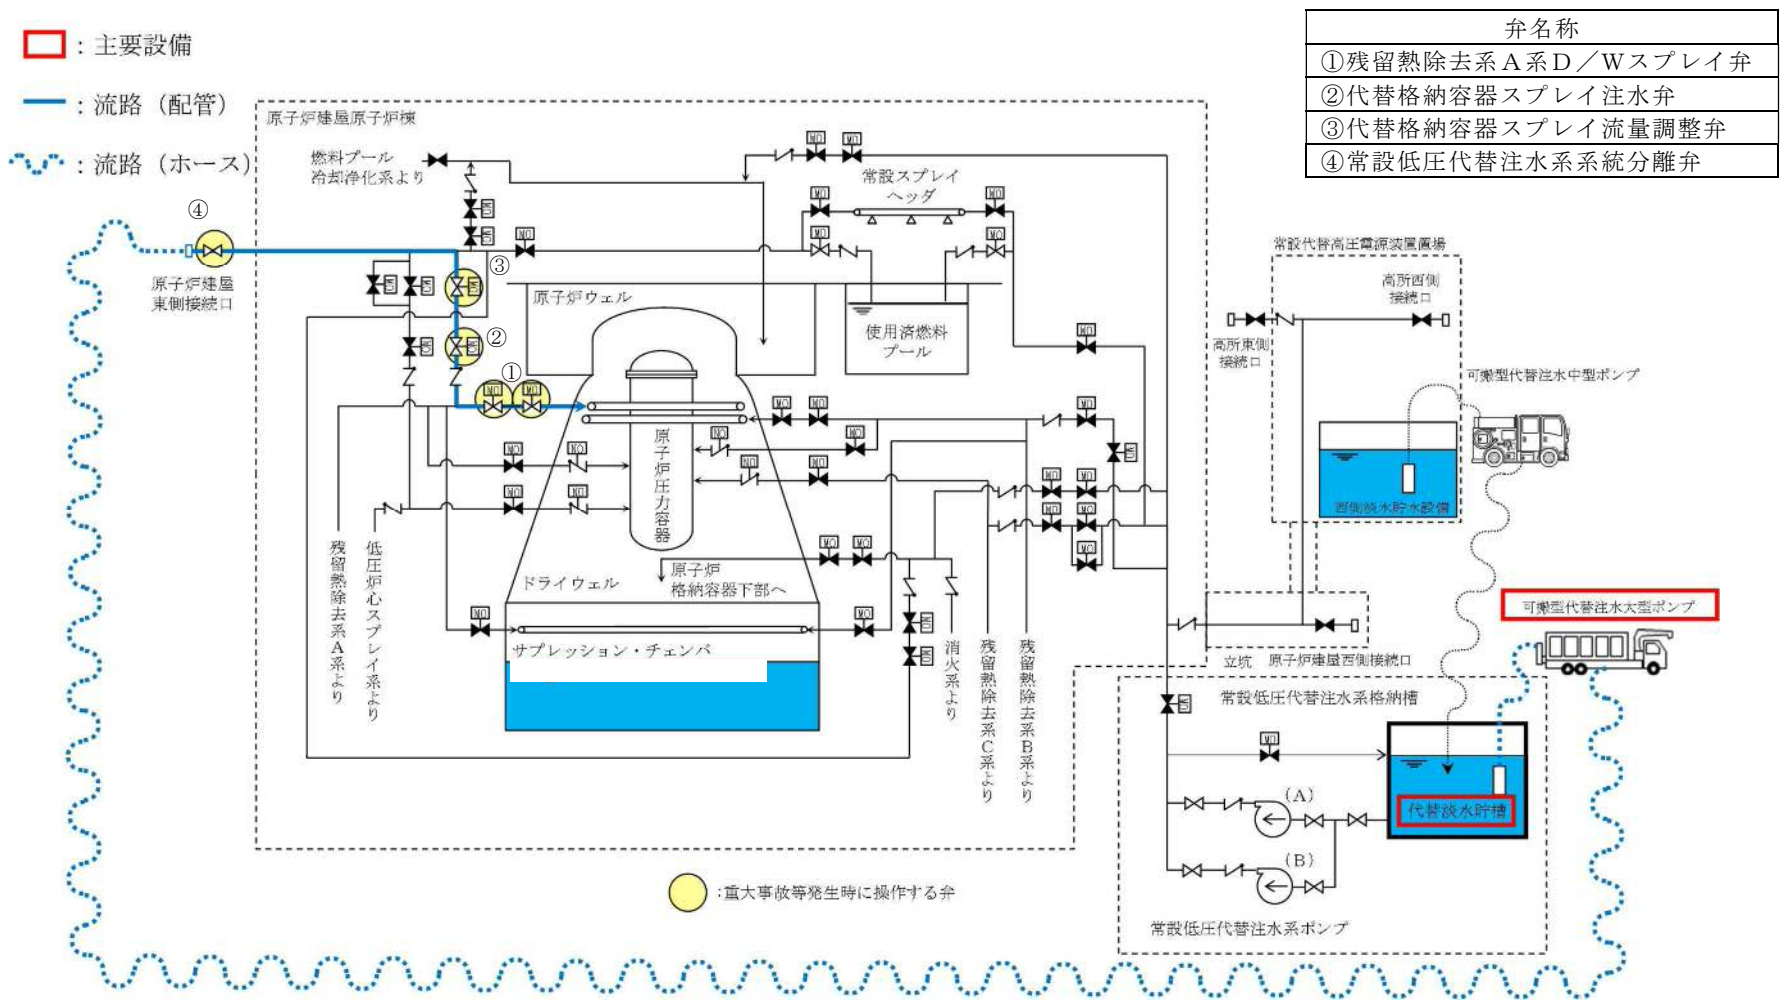 ：主要設備
：流路（配管）
：流路（ホース）
弁名称
①残留熱除去系Ａ系Ｄ／Ｗスプレイ弁
②代替格納容器スプレイ注水弁
③代替格納容器スプレイ流量調整弁
④常設低圧代替注水系系統分離弁
原子炉建屋原子炉棟
燃料プール
冷却浄化系より
常設スプレイ
ヘッダ
④
原子炉建屋
東側接続口
③
②
①
原子炉ウェル
使用済燃料
プール
原子炉圧力容器
ドライウェル
原子炉
格納容器下部へ
サプレッション・チェンバ
残留熱除去系Ａ系より
低圧炉心スプレイ系より
消火系より
残留熱除去系Ｃ系より
残留熱除去系Ｂ系より
常設代替高圧電源装置置場
高所西側
接続口
高所東側
接続口
可搬型代替注水中型ポンプ
西側淡水貯水設備
可搬型代替注水大型ポンプ
立坑
原子炉建屋西側接続口
常設低圧代替注水系格納槽
(A)
(B)
代替淡水貯槽
常設低圧代替注水系ポンプ
：重大事故等発生時に操作する弁